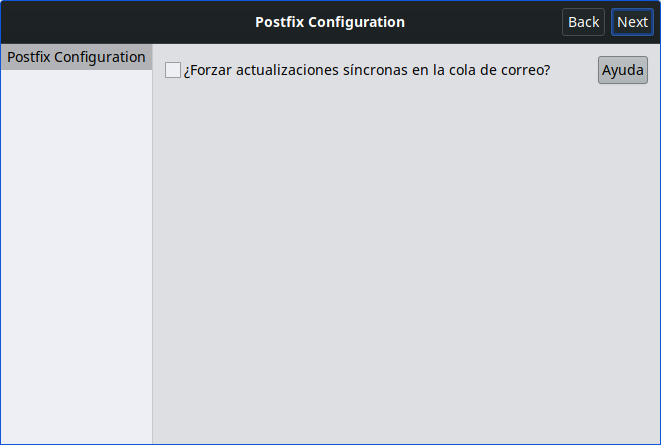 Postfix Configuration
Back
Next
Postfix Configuration
¿Forzar actualizaciones síncronas en la cola de correo?
Ayuda